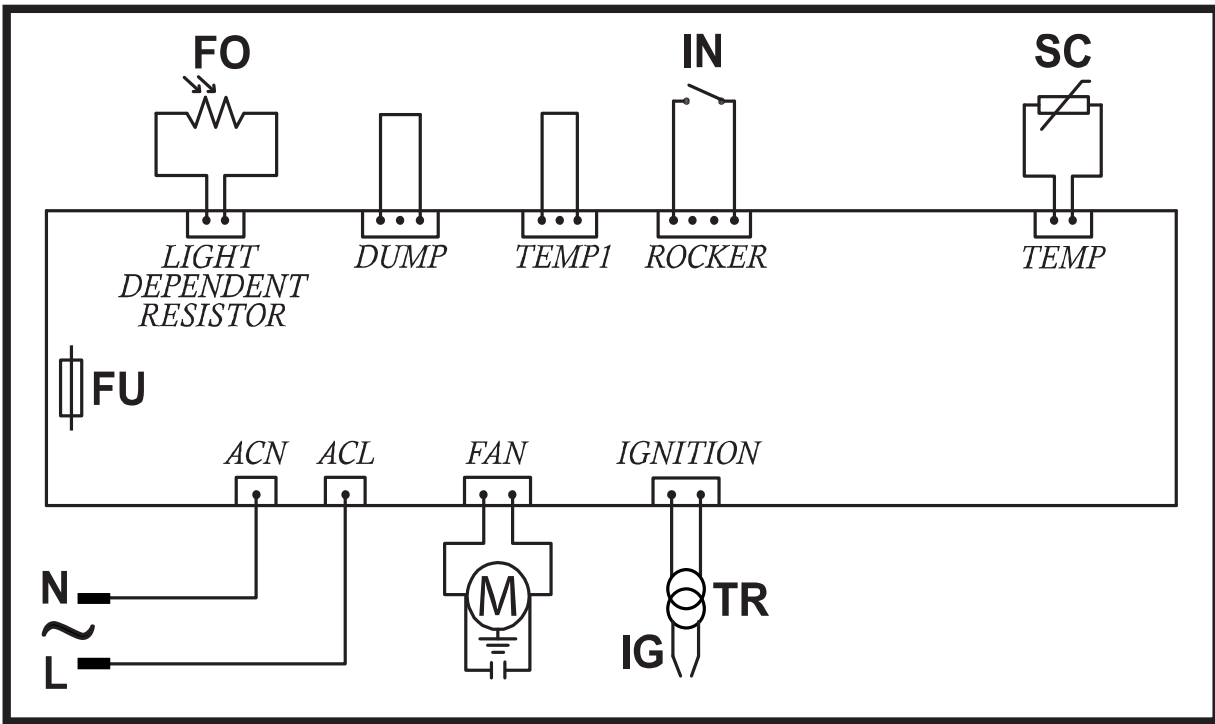 FO
IN
SC
LIGHT
DEPENDENT
RESISTOR
DUMP
TEMP1
ROCKER
TEMP
FU
ACN
ACL
FAN
IGNITION
N
~
L
M
TR
IG